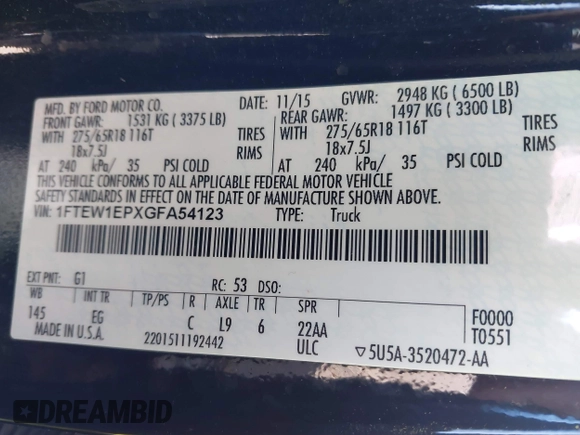 MFD. BY FORD MOTOR CO. DATE: 11/15 GVWR: 2948 KG ( 6500 LB)
FRONT GAWR: 1531 KG ( 3375 LB) REAR GAWR: 1497 KG ( 3300 LB)
WITH 275/65R18 116T TIRES WITH 275/65R18 116T TIRES
18x7.5J RIMS 18x7.5J RIMS
AT 240 kPa/ 35 PSI COLD AT 240 kPa/ 35 PSI COLD
THIS VEHICLE CONFORMS TO ALL APPLICABLE FEDERAL MOTOR VEHICLE
SAFETY STANDARDS IN EFFECT ON THE DATE OF MANUFACTURE SHOWN ABOVE.
VIN: 1FTEW1EPXGFA54123 TYPE: Truck
EXT PNT: G1 RC: 53 DSO:
WB INT TR TP/PS R AXLE TR SPR F0000
145 EG C L9 6 22AA T0551
MADE IN U.S.A. 2201511192442 ULC ▽5U5A-3520472-AA
DREAMBID